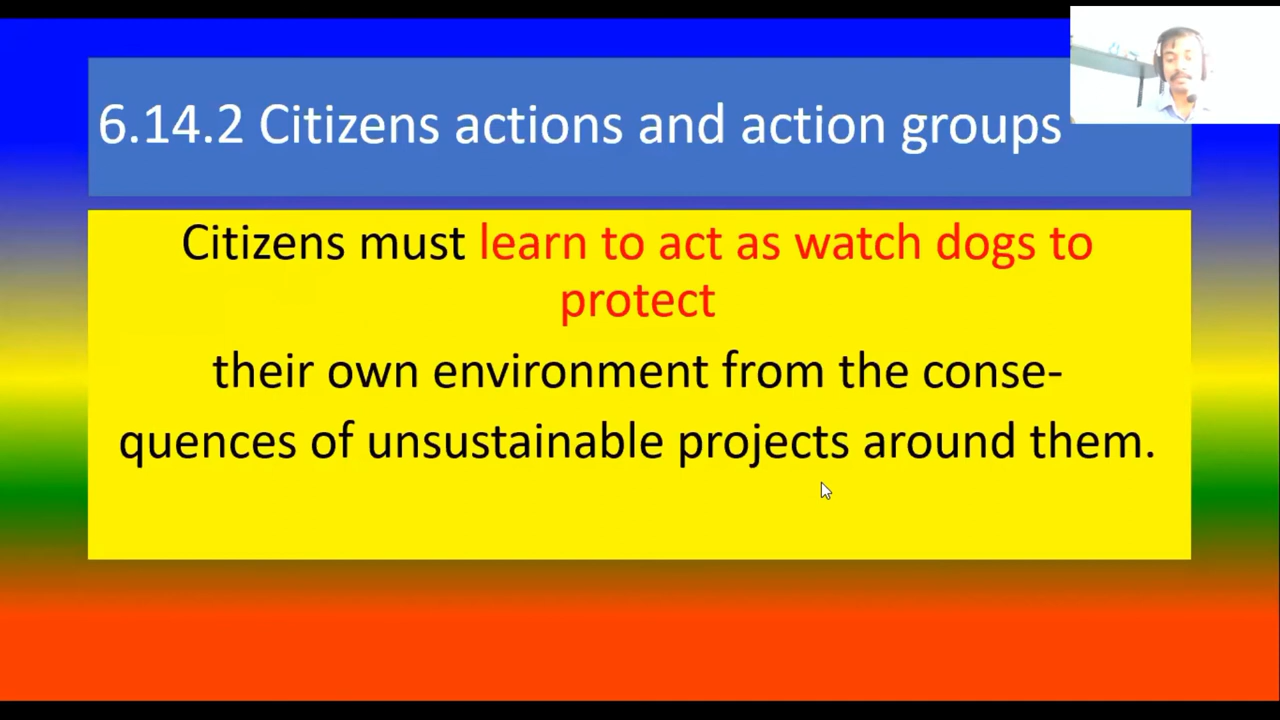 6.14.2 Citizens actions and action groups
Citizens must learn to act as watch dogs to
protect
their own environment from the conse-
quences of unsustainable projects around them.